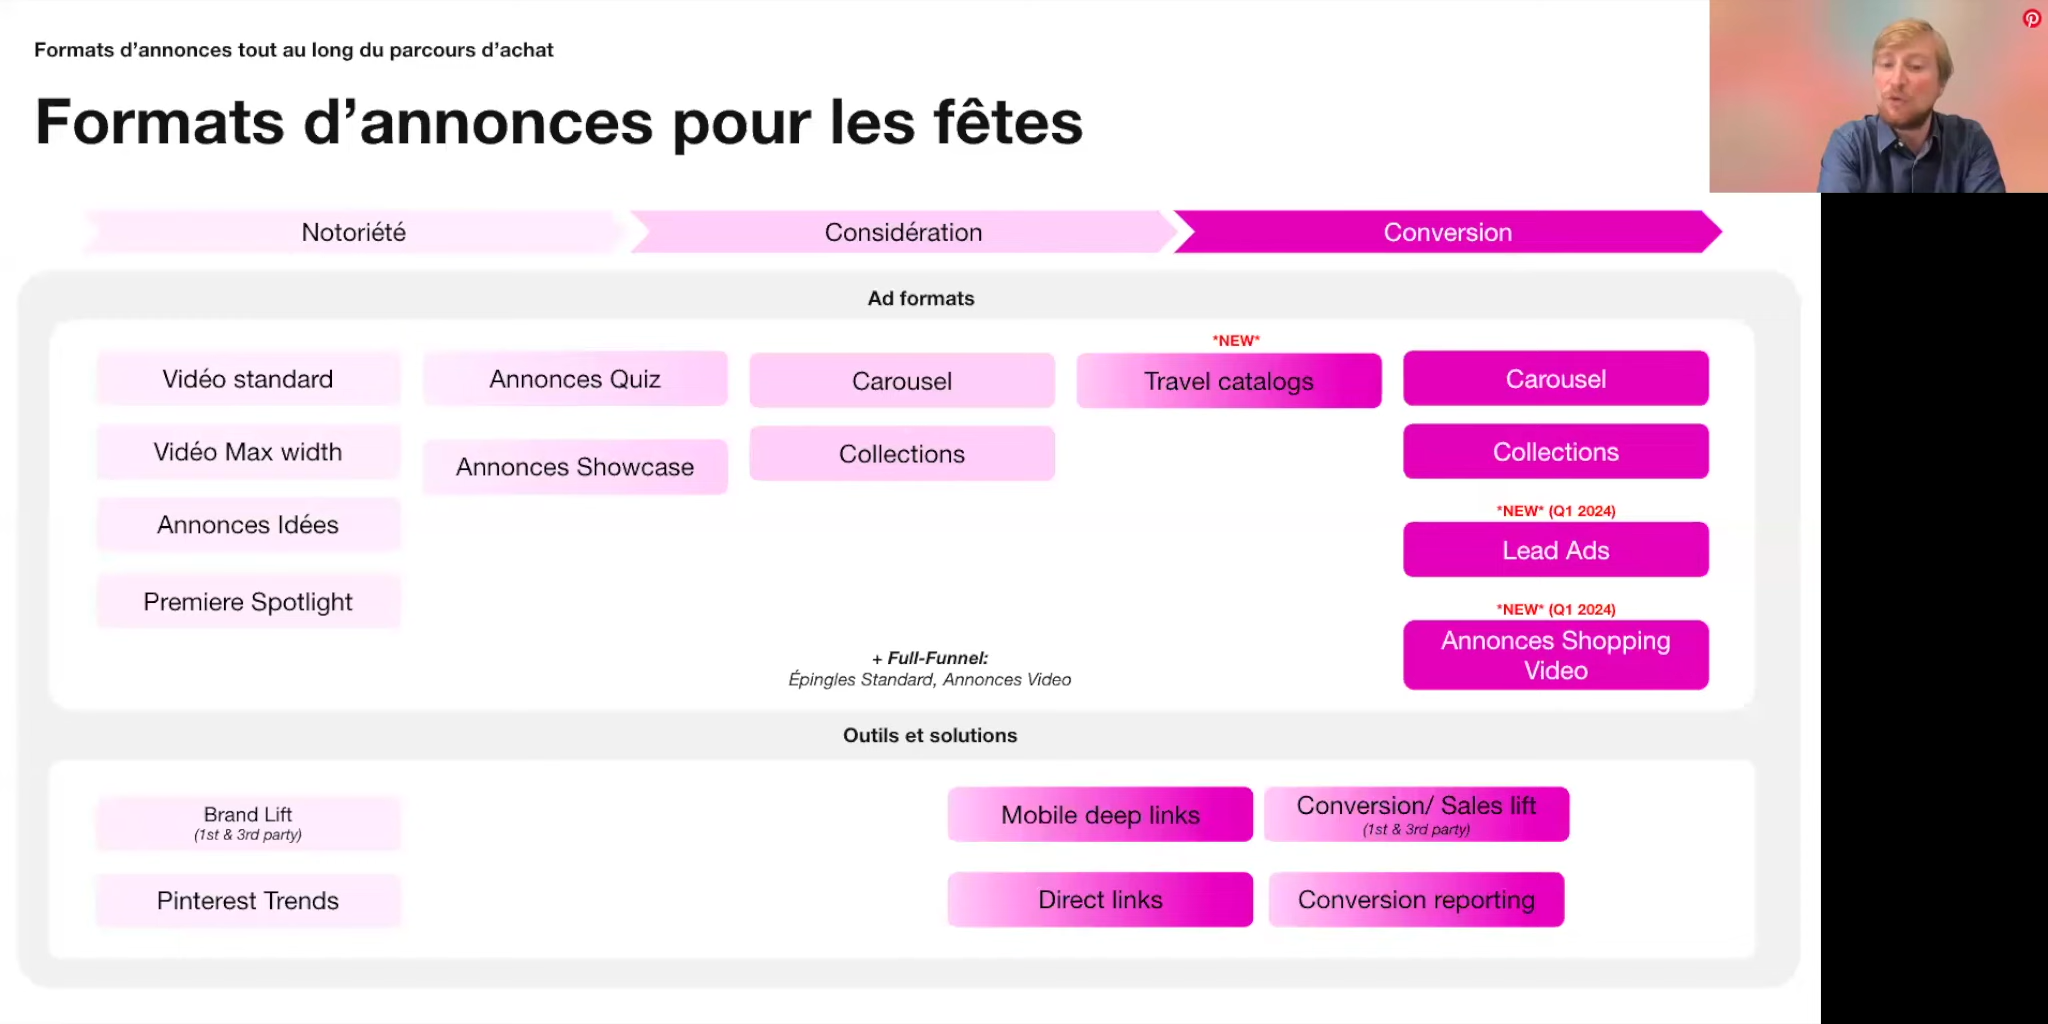 Formats d’annonces tout au long du parcours d’achat
Formats d’annonces pour les fêtes
Notoriété
Considération
Conversion
Ad formats
Vidéo standard
Vidéo Max width
Annonces Idées
Premiere Spotlight
Annonces Quiz
Annonces Showcase
Carousel
Collections
*NEW*
Travel catalogs
Carousel
Collections
*NEW* (Q1 2024)
Lead Ads
*NEW* (Q1 2024)
Annonces Shopping
Video
+ Full-Funnel:
Épingles Standard, Annonces Video
Outils et solutions
Brand Lift
(1st & 3rd party)
Pinterest Trends
Mobile deep links
Direct links
Conversion/ Sales lift
(1st & 3rd party)
Conversion reporting